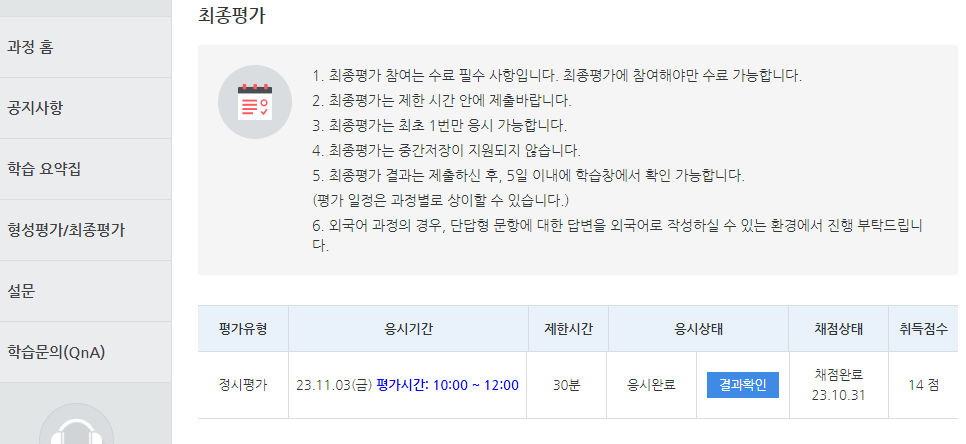 최종평가
과정 홈
공지사항
학습 요약집
형성평가/최종평가
설문
학습문의(QnA)
1. 최종평가 참여는 수료 필수 사항입니다. 최종평가에 참여해야만 수료 가능합니다.
2. 최종평가는 제한 시간 안에 제출바랍니다.
3. 최종평가는 최초 1번만 응시 가능합니다.
4. 최종평가는 중간저장이 지원되지 않습니다.
5. 최종평가 결과는 제출하신 후, 5일 이내에 학습창에서 확인 가능합니다.
(평가 일정은 과정별로 상이할 수 있습니다.)
6. 외국어 과정의 경우, 단답형 문항에 대한 답변을 외국어로 작성하실 수 있는 환경에서 진행 부탁드립니
다.
평가유형 응시기간 제한시간 응시상태 채점상태 취득점수
정시평가 23.11.03(금) 평가시간: 10:00 ~ 12:00 30분 응시완료 결과확인 채점완료 14 점
23.10.31